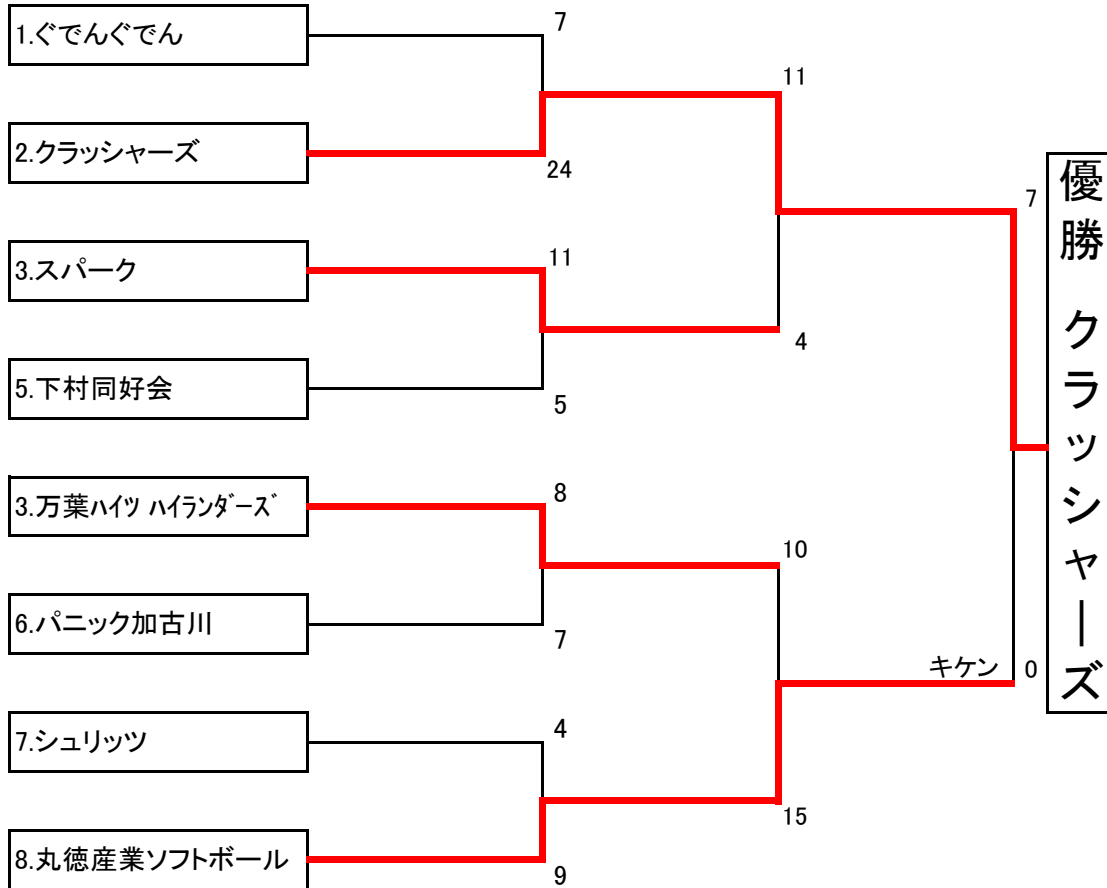 1.ぐでんぐでん
7
11
2.クラッシャーズ
24
7
3.スパーク
11
4
5.下村同好会
5
3.万葉ﾊｲﾂ ﾊｲﾗﾝﾀﾞｰｽﾞ
8
10
6.パニック加古川
7
キケン
0
7.シュリッツ
4
15
8.丸徳産業ソフトボール
9
優勝 クラッシャーズ